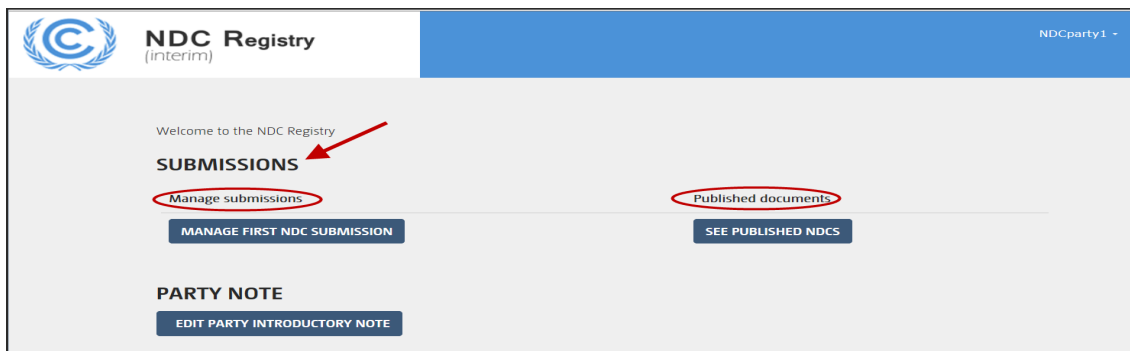 NDC Registry
(interim)
NDCparty1
Welcome to the NDC Registry
SUBMISSIONS
Manage submissions
Published documents
MANAGE FIRST NDC SUBMISSION
SEE PUBLISHED NDCS
PARTY NOTE
EDIT PARTY INTRODUCTORY NOTE